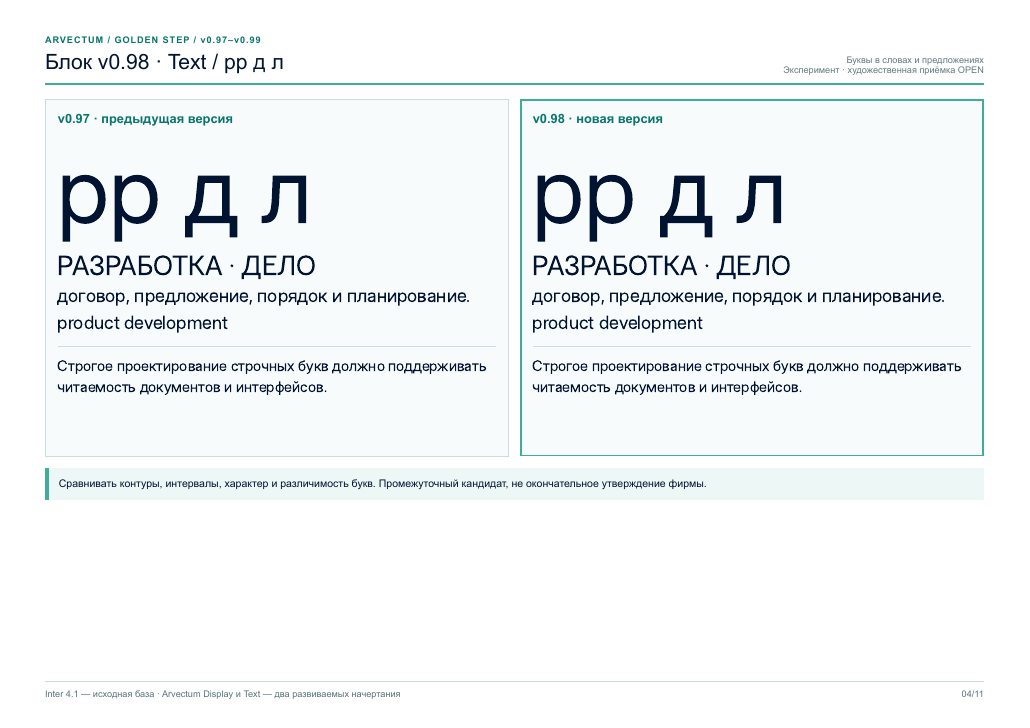 ARVECTUM / GOLDEN STEP / v0.97–v0.99
Блок v0.98 · Text / рр д л
Буквы в словах и предложениях
Эксперимент · художественная приёмка OPEN
v0.97 · предыдущая версия
рр д л
РАЗРАБОТКА · ДЕЛО
договор, предложение, порядок и планирование.
product development
Строгое проектирование строчных букв должно поддерживать
читаемость документов и интерфейсов.
v0.98 · новая версия
рр д л
РАЗРАБОТКА · ДЕЛО
договор, предложение, порядок и планирование.
product development
Строгое проектирование строчных букв должно поддерживать
читаемость документов и интерфейсов.
Сравнивать контуры, интервалы, характер и различимость букв. Промежуточный кандидат, не окончательное утверждение фирмы.
Inter 4.1 — исходная база · Arvectum Display и Text — два развиваемых начертания
04/11